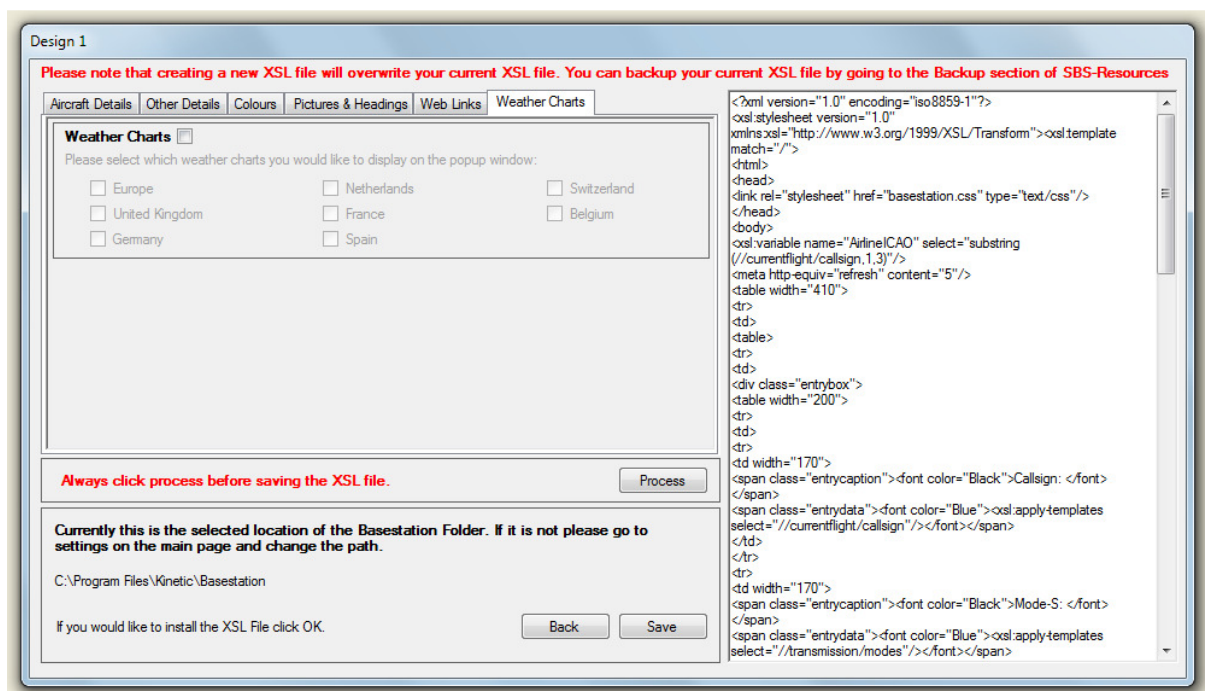 Design 1
Please note that creating a new XSL file will overwrite your current XSL file. You can backup your current XSL file by going to the Backup section of SBS-Resources
Aircraft Details Other Details Colours Pictures & Headings Web Links Weather Charts
Weather Charts
Please select which weather charts you would like to display on the popup window:
Europe Netherlands Switzerland
United Kingdom France Belgium
Germany Spain
Always click process before saving the XSL file.
Process
Currently this is the selected location of the Basestation Folder. If it is not please go to
settings on the main page and change the path.
C:\Program Files\Kinetic\Basestation
If you would like to install the XSL File click OK.
Back Save
<?xml version="1.0" encoding="iso8859-1"?>
<xsl:stylesheet version="1.0"
xmlns:xsl="http://www.w3.org/1999/XSL/Transform"><xsl:template
match="/">
<html>
<head>
<link rel="stylesheet" href="basestation.css" type="text/css"/>
</head>
<body>
<xsl:variable name="AirlineICAO" select="substring
(//currentflight/callsign,1,3)"/>
<meta http-equiv="refresh" content="5"/>
<table width="410">
<tr>
<td>
<table>
<tr>
<td>
<div class="entrybox">
<table width="200">
<tr>
<td>
<tr>
<td width="170">
<span class="entrycaption"><font color="Black">Callsign: </font>
</span>
<span class="entrydata"><font color="Blue"><xsl:apply-templates
select="//currentflight/callsign"/></font></span>
</td>
</tr>
<tr>
<td width="170">
<span class="entrycaption"><font color="Black">Mode-S: </font>
</span>
<span class="entrydata"><font color="Blue"><xsl:apply-templates
select="//transmission/modes"/></font></span>